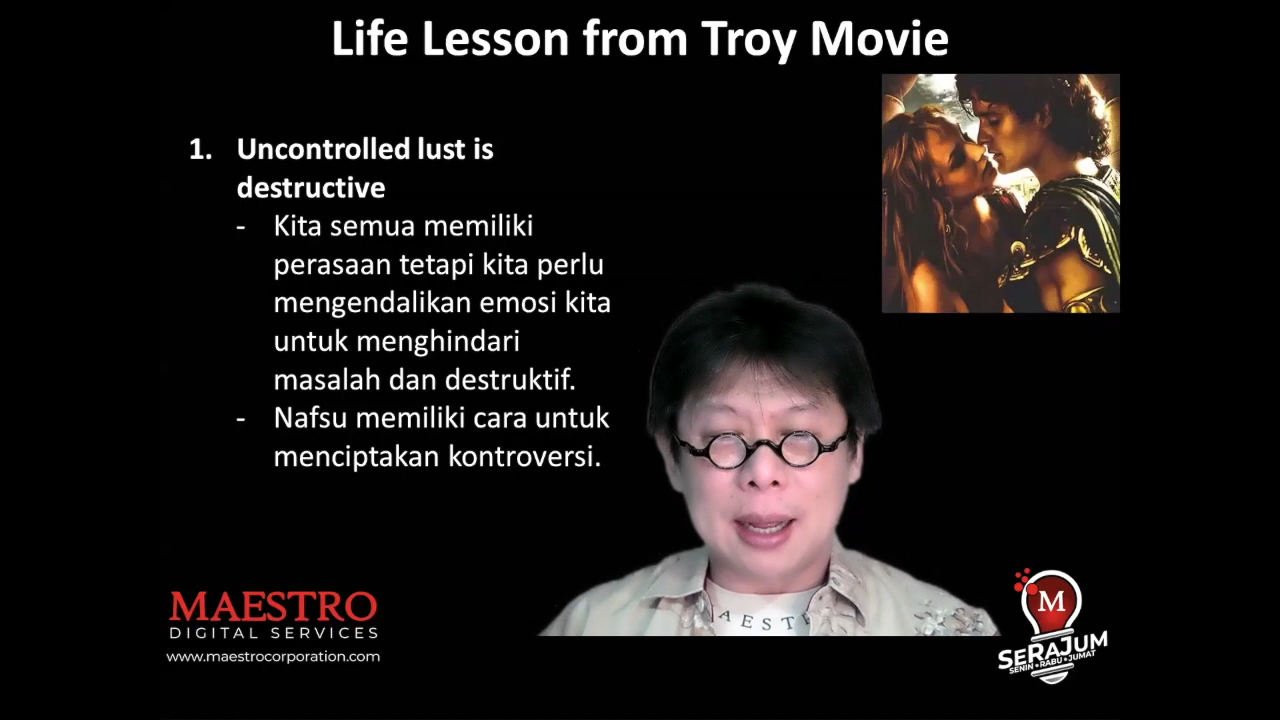 Life Lesson from Troy Movie
1. Uncontrolled lust is
destructive
- Kita semua memiliki
perasaan tetapi kita perlu
mengendalikan emosi kita
untuk menghindari
masalah dan destruktif.
- Nafsu memiliki cara untuk
menciptakan kontroversi.
MAEST
MAESTRO
DIGITAL SERVICES
www.maestrocorporation.com
M
SERAJUM
SENIN • RABU • JUMAT